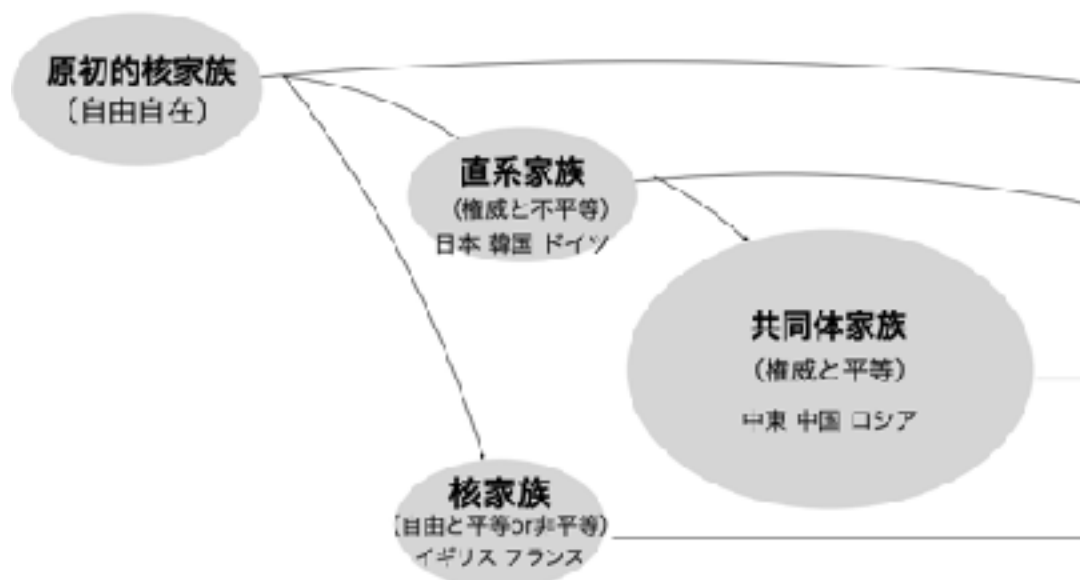 原初的核家族
（自由自在）
直系家族
（権威と不平等）
日本 韓国 ドイツ
共同体家族
（権威と平等）
中東 中国 ロシア
核家族
（自由と平等or非平等）
イギリス フランス